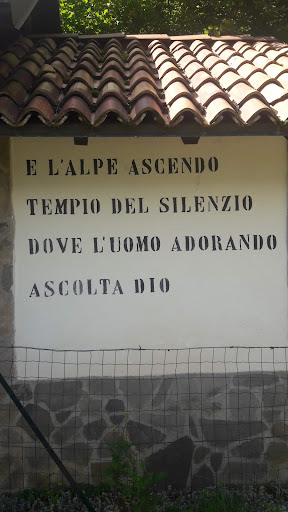 E L'ALPE ASCENDO
TEMPIO DEL SILENZIO
DOVE L'UOMO ADORANDO
ASCOLTA DIO